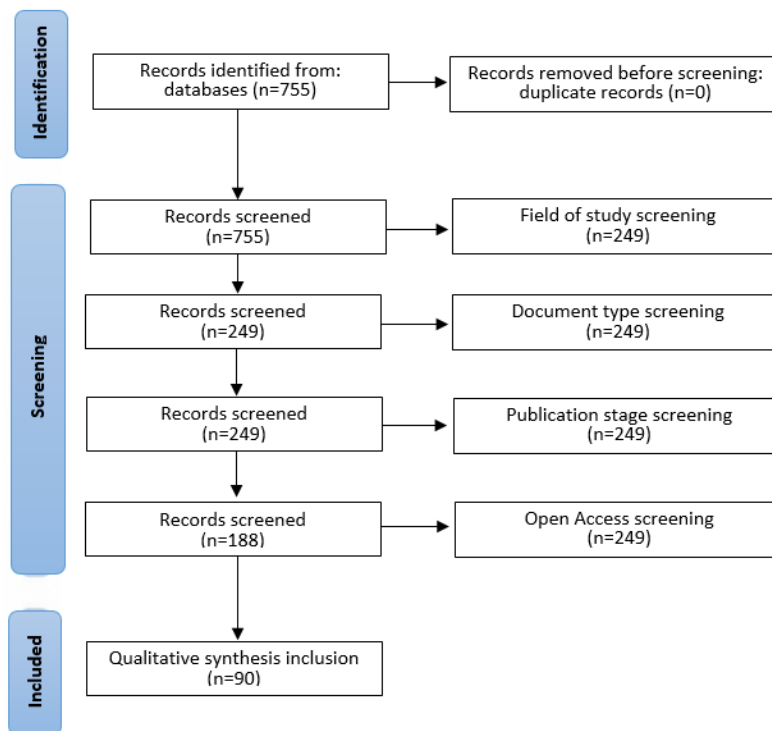 Identification
Records identified from:
databases (n=755)
Records removed before screening:
duplicate records (n=0)
Screening
Records screened
(n=755)
Field of study screening
(n=249)
Records screened
(n=249)
Document type screening
(n=249)
Records screened
(n=249)
Publication stage screening
(n=249)
Records screened
(n=188)
Open Access screening
(n=249)
Included
Qualitative synthesis inclusion
(n=90)